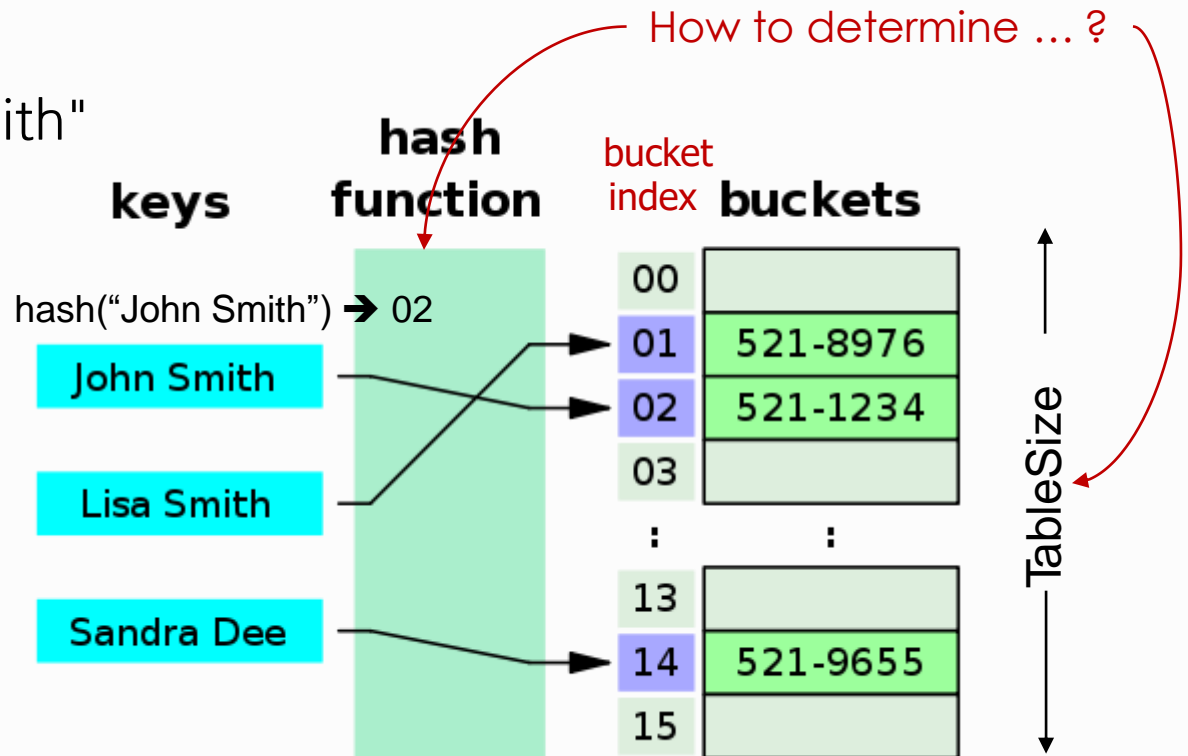 How to determine … ?
ith"
hash
function
keys
bucket
index
buckets
hash(“John Smith”) ➔ 02
00
01 521-8976
John Smith
02 521-1234
03
Lisa Smith
: :
13
Sandra Dee
14 521-9655
15
TableSize